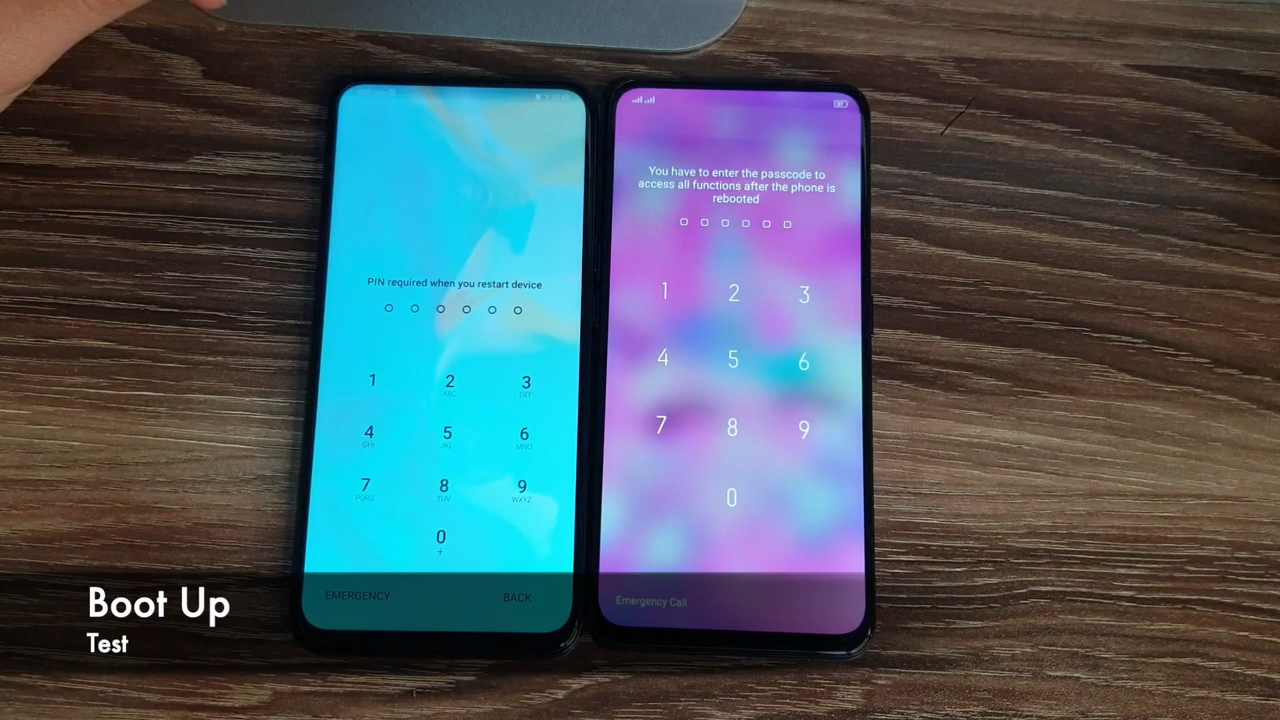 PIN required when you restart device
1
2
ABC
3
DEF
4
GHI
5
JKL
6
MNO
7
PQRS
8
TUV
9
WXYZ
0
+
EMERGENCY
BACK
87
You have to enter the passcode to
access all functions after the phone is
rebooted
1
2
3
4
5
6
7
8
9
0
Emergency Call
Boot Up
Test